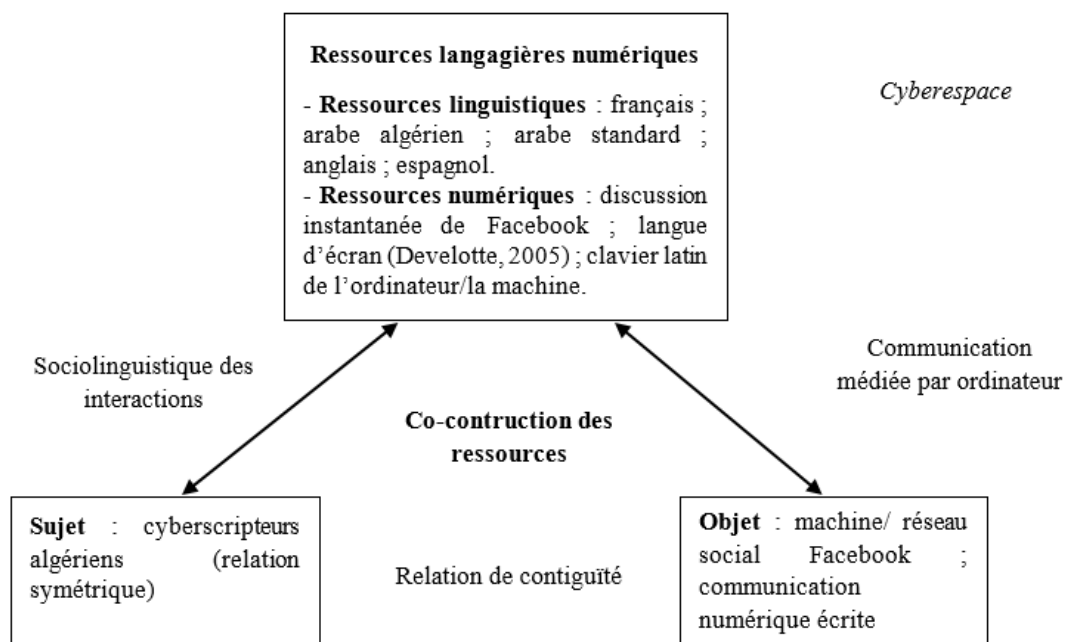 Ressources langagières numériques
- Ressources linguistiques : français ;
arabe algérien ; arabe standard ;
anglais ; espagnol.
- Ressources numériques : discussion
instantanée de Facebook ; langue
d’écran (Develotte, 2005) ; clavier latin
de l’ordinateur/la machine.
Cyberespace
Sociolinguistique des
interactions
Communication
médiée par ordinateur
Co-contruction des
ressources
Sujet : cyberscripteurs
algériens (relation
symétrique)
Relation de contiguïté
Objet : machine/ réseau
social Facebook ;
communication
numérique écrite